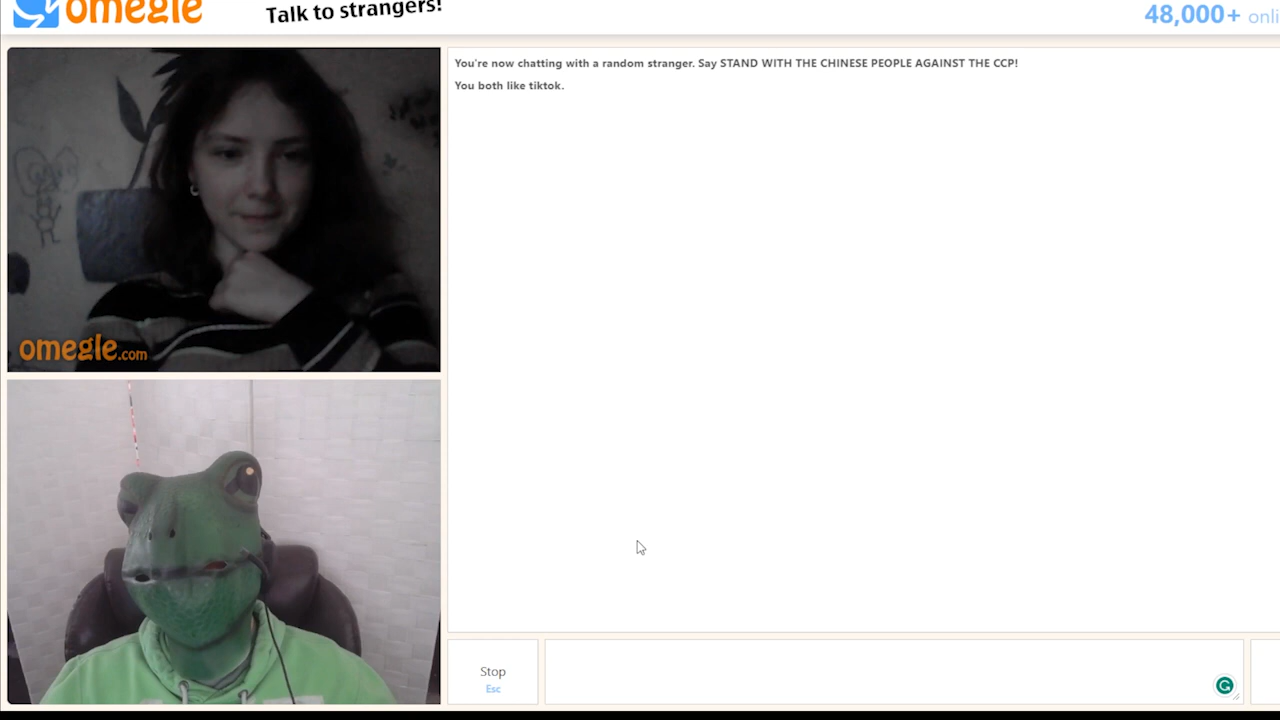 omegle
Talk to strangers!
48,000+ onli
You're now chatting with a random stranger. Say STAND WITH THE CHINESE PEOPLE AGAINST THE CCP!
You both like tiktok.
omegle.com
Stop
Esc